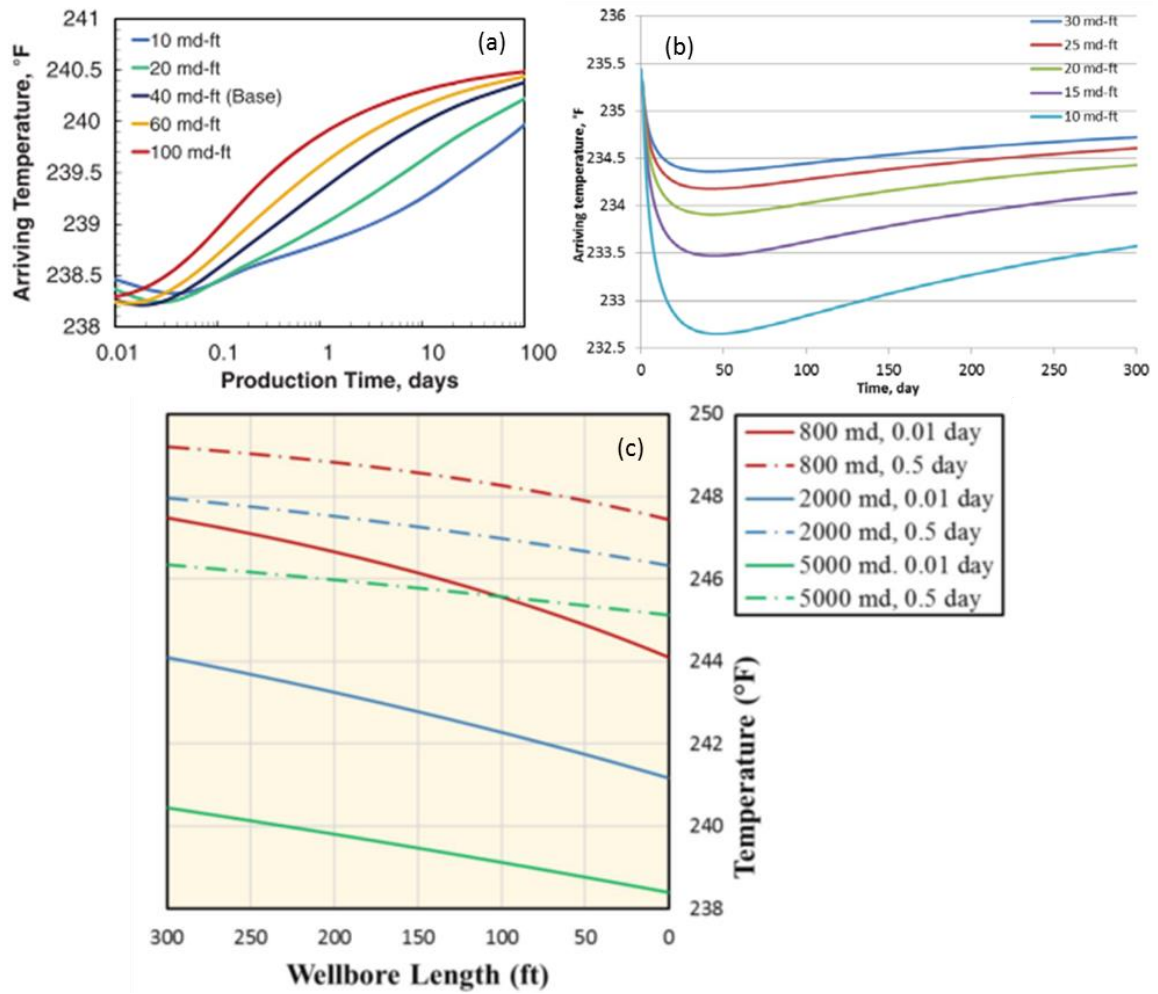 (a)
241
240.5
240
239.5
239
238.5
238
Arriving Temperature, °F
10 md-ft
20 md-ft
40 md-ft (Base)
60 md-ft
100 md-ft
0.01 0.1 1 10 100
Production Time, days
(b)
236
235.5
235
234.5
234
233.5
233
232.5
Arriving temperature, °F
30 md-ft
25 md-ft
20 md-ft
15 md-ft
10 md-ft
0 50 100 150 200 250 300
Time, day
(c)
250
248
246
244
242
240
238
Temperature (°F)
800 md, 0.01 day
800 md, 0.5 day
2000 md, 0.01 day
2000 md, 0.5 day
5000 md. 0.01 day
5000 md, 0.5 day
300 250 200 150 100 50 0
Wellbore Length (ft)